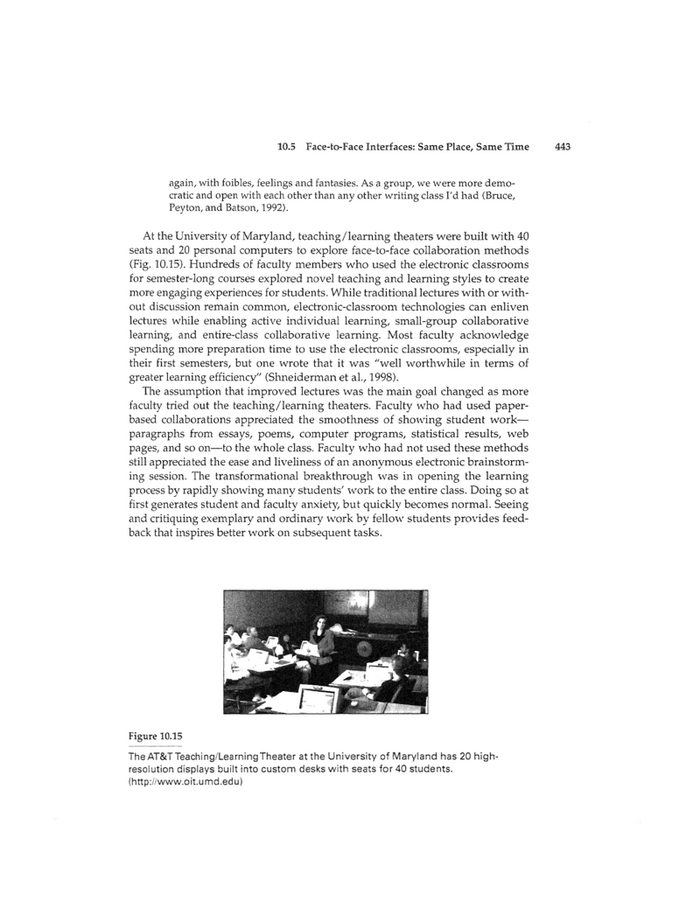 10.5 Face-to-Face Interfaces: Same Place, Same Time 443
again, with foibles, feelings and fantasies. As a group, we were more demo-
cratic and open with each other than any other writing class I'd had (Bruce,
Peyton, and Batson, 1992).
At the University of Maryland, teaching/learning theaters were built with 40
seats and 20 personal computers to explore face-to-face collaboration methods
(Fig. 10.15). Hundreds of faculty members who used the electronic classrooms
for semester-long courses explored novel teaching and learning styles to create
more engaging experiences for students. While traditional lectures with or with-
out discussion remain common, electronic-classroom technologies can enliven
lectures while enabling active individual learning, small-group collaborative
learning, and entire-class collaborative learning. Most faculty acknowledge
spending more preparation time to use the electronic classrooms, especially in
their first semesters, but one wrote that it was "well worthwhile in terms of
greater learning efficiency" (Shneiderman et al., 1998).
The assumption that improved lectures was the main goal changed as more
faculty tried out the teaching/learning theaters. Faculty who had used paper-
based collaborations appreciated the smoothness of showing student work—
paragraphs from essays, poems, computer programs, statistical results, web
pages, and so on—to the whole class. Faculty who had not used these methods
still appreciated the ease and liveliness of an anonymous electronic brainstorm-
ing session. The transformational breakthrough was in opening the learning
process by rapidly showing many students' work to the entire class. Doing so at
first generates student and faculty anxiety, but quickly becomes normal. Seeing
and critiquing exemplary and ordinary work by fellow students provides feed-
back that inspires better work on subsequent tasks.
Figure 10.15
The AT&T Teaching/Learning Theater at the University of Maryland has 20 high-
resolution displays built into custom desks with seats for 40 students.
(http://www.oit.umd.edu)